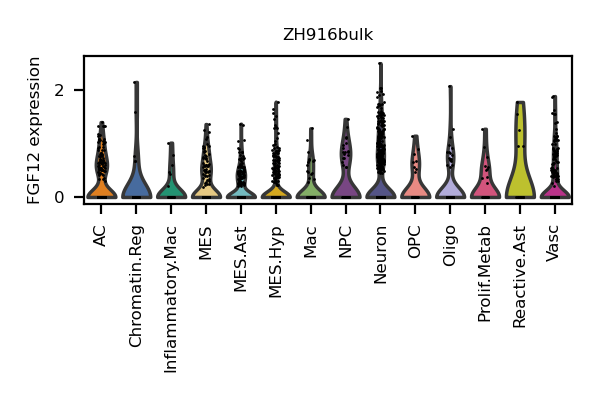 ZH916bulk
FGF12 expression
2
0
AC
Chromatin.Reg
Inflammatory.Mac
MES
MES.Ast
MES.Hyp
Mac
NPC
Neuron
OPC
Oligo
Prolif.Metab
Reactive.Ast
Vasc